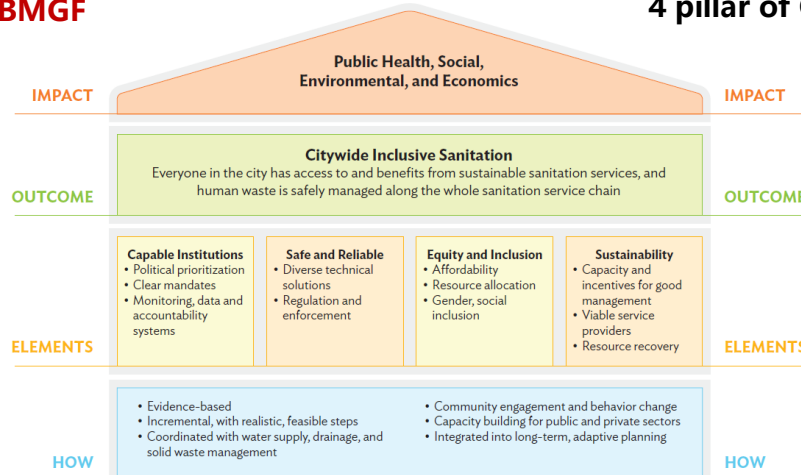 BMGF
4 pillar of
Public Health, Social,
Environmental, and Economics
IMPACT
IMPACT
Citywide Inclusive Sanitation
Everyone in the city has access to and benefits from sustainable sanitation services, and
human waste is safely managed along the whole sanitation service chain
OUTCOME
OUTCOME
Capable Institutions
• Political prioritization
• Clear mandates
• Monitoring, data and
accountability
systems
Safe and Reliable
• Diverse technical
solutions
• Regulation and
enforcement
Equity and Inclusion
• Affordability
• Resource allocation
• Gender, social
inclusion
Sustainability
• Capacity and
incentives for good
management
• Viable service
providers
• Resource recovery
ELEMENTS
ELEMENTS
• Evidence-based
• Incremental, with realistic, feasible steps
• Coordinated with water supply, drainage, and
solid waste management
• Community engagement and behavior change
• Capacity building for public and private sectors
• Integrated into long-term, adaptive planning
HOW
HOW